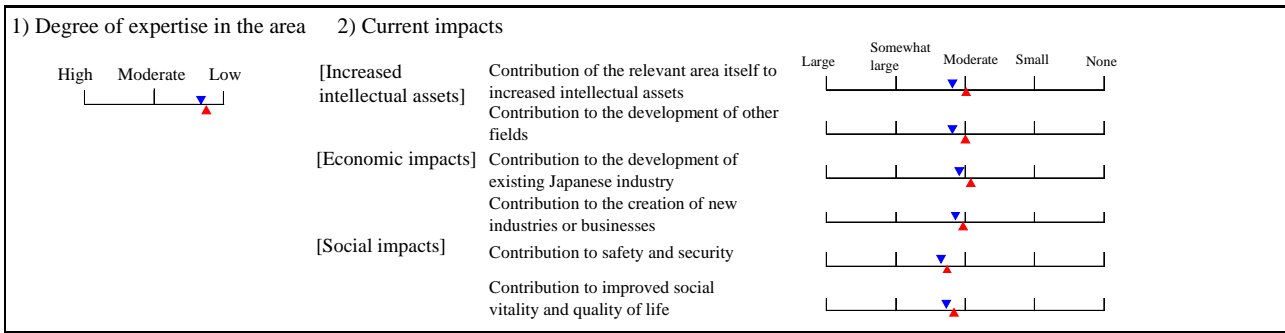 1) Degree of expertise in the area 2) Current impacts
High Moderate Low
[Increased
intellectual assets]
Contribution of the relevant area itself to
increased intellectual assets
Large Somewhat
large Moderate Small None
Contribution to the development of other
fields
[Economic impacts] Contribution to the development of
existing Japanese industry
Contribution to the creation of new
industries or businesses
[Social impacts] Contribution to safety and security
Contribution to improved social
vitality and quality of life